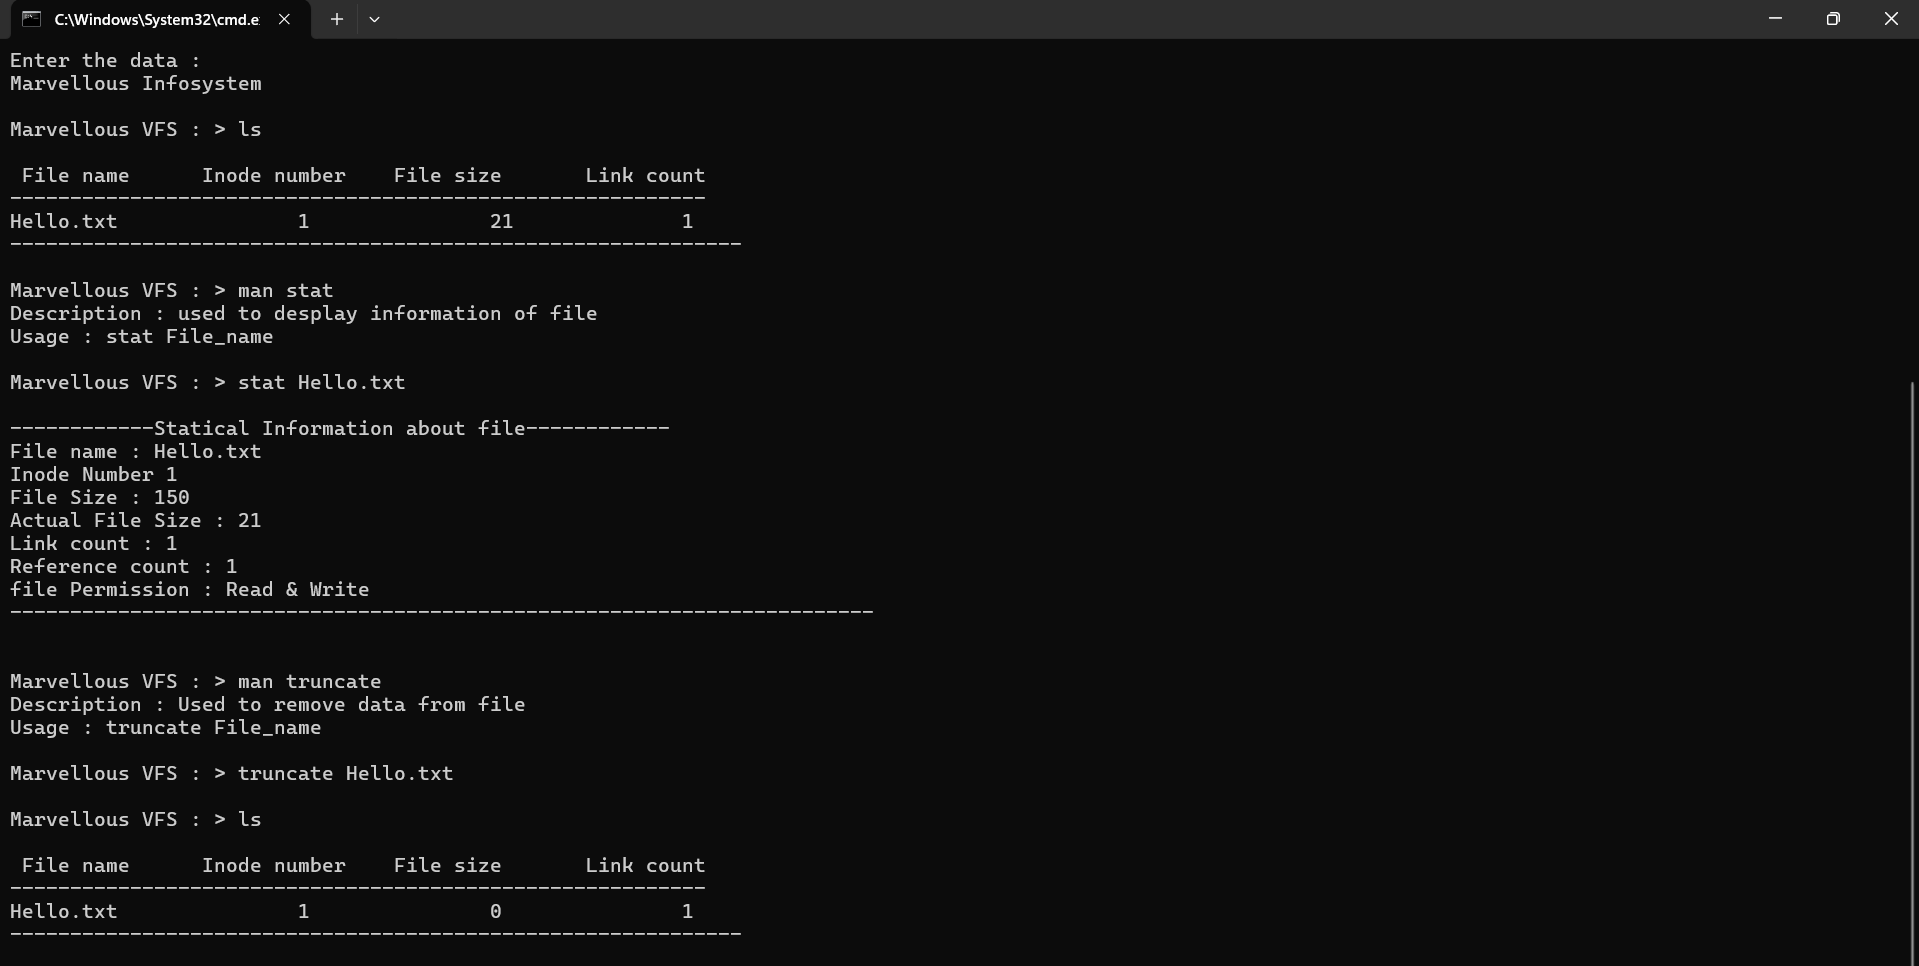 C:\Windows\System32\cmd.e
Enter the data :
Marvellous Infosystem
Marvellous VFS : > ls
File name      Inode number    File size       Link count
----------------------------------------------------------
Hello.txt               1               21              1
-------------------------------------------------------------
Marvellous VFS : > man stat
Description : used to desplay information of file
Usage : stat File_name
Marvellous VFS : > stat Hello.txt
------------Statical Information about file------------
File name : Hello.txt
Inode Number 1
File Size : 150
Actual File Size : 21
Link count : 1
Reference count : 1
file Permission : Read & Write
------------------------------------------------------------------------
Marvellous VFS : > man truncate
Description : Used to remove data from file
Usage : truncate File_name
Marvellous VFS : > truncate Hello.txt
Marvellous VFS : > ls
File name      Inode number    File size       Link count
----------------------------------------------------------
Hello.txt               1               0               1
-------------------------------------------------------------